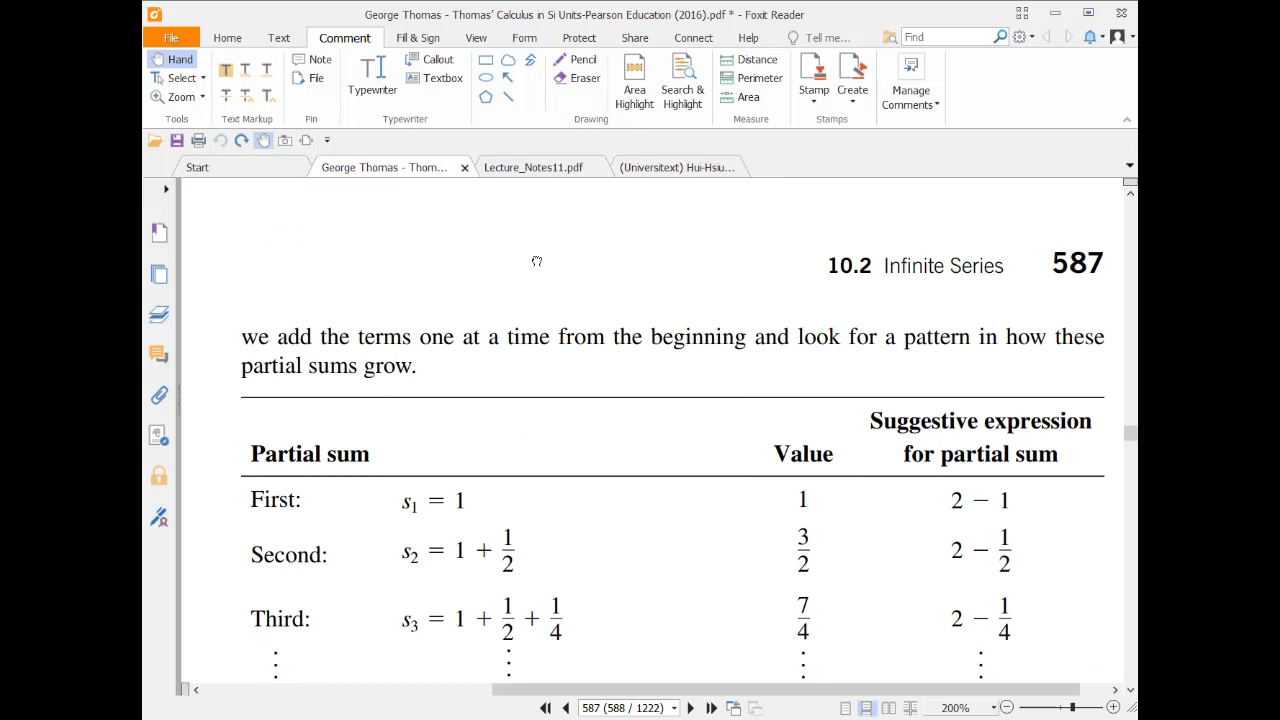 George Thomas - Thomas' Calculus in Si Units-Pearson Education (2016).pdf * - Foxit Reader
File Home Text Comment View Form Fill & Sign Protect Share Connect Help Tell me... Find
Hand Select Zoom Tools
Text Markup
Note File Pin
Typewriter Callout Textbox Typewriter
Pencil Eraser Area Highlight Search & Highlight Drawing
Distance Perimeter Area Measure
Stamp Create Stamps
Manage Comments
Start George Thomas - Thom... Lecture_Notes11.pdf (Universitext) Hui-Hsiu...
10.2 Infinite Series 587
we add the terms one at a time from the beginning and look for a pattern in how these
partial sums grow.
Partial sum Value Suggestive expression for partial sum
First: s₁ = 1 1 2 − 1
Second: s₂ = 1 + 1/2 3/2 2 − 1/2
Third: s₃ = 1 + 1/2 + 1/4 7/4 2 − 1/4
⋮ ⋮ ⋮ ⋮
587 (588 / 1222) 200%